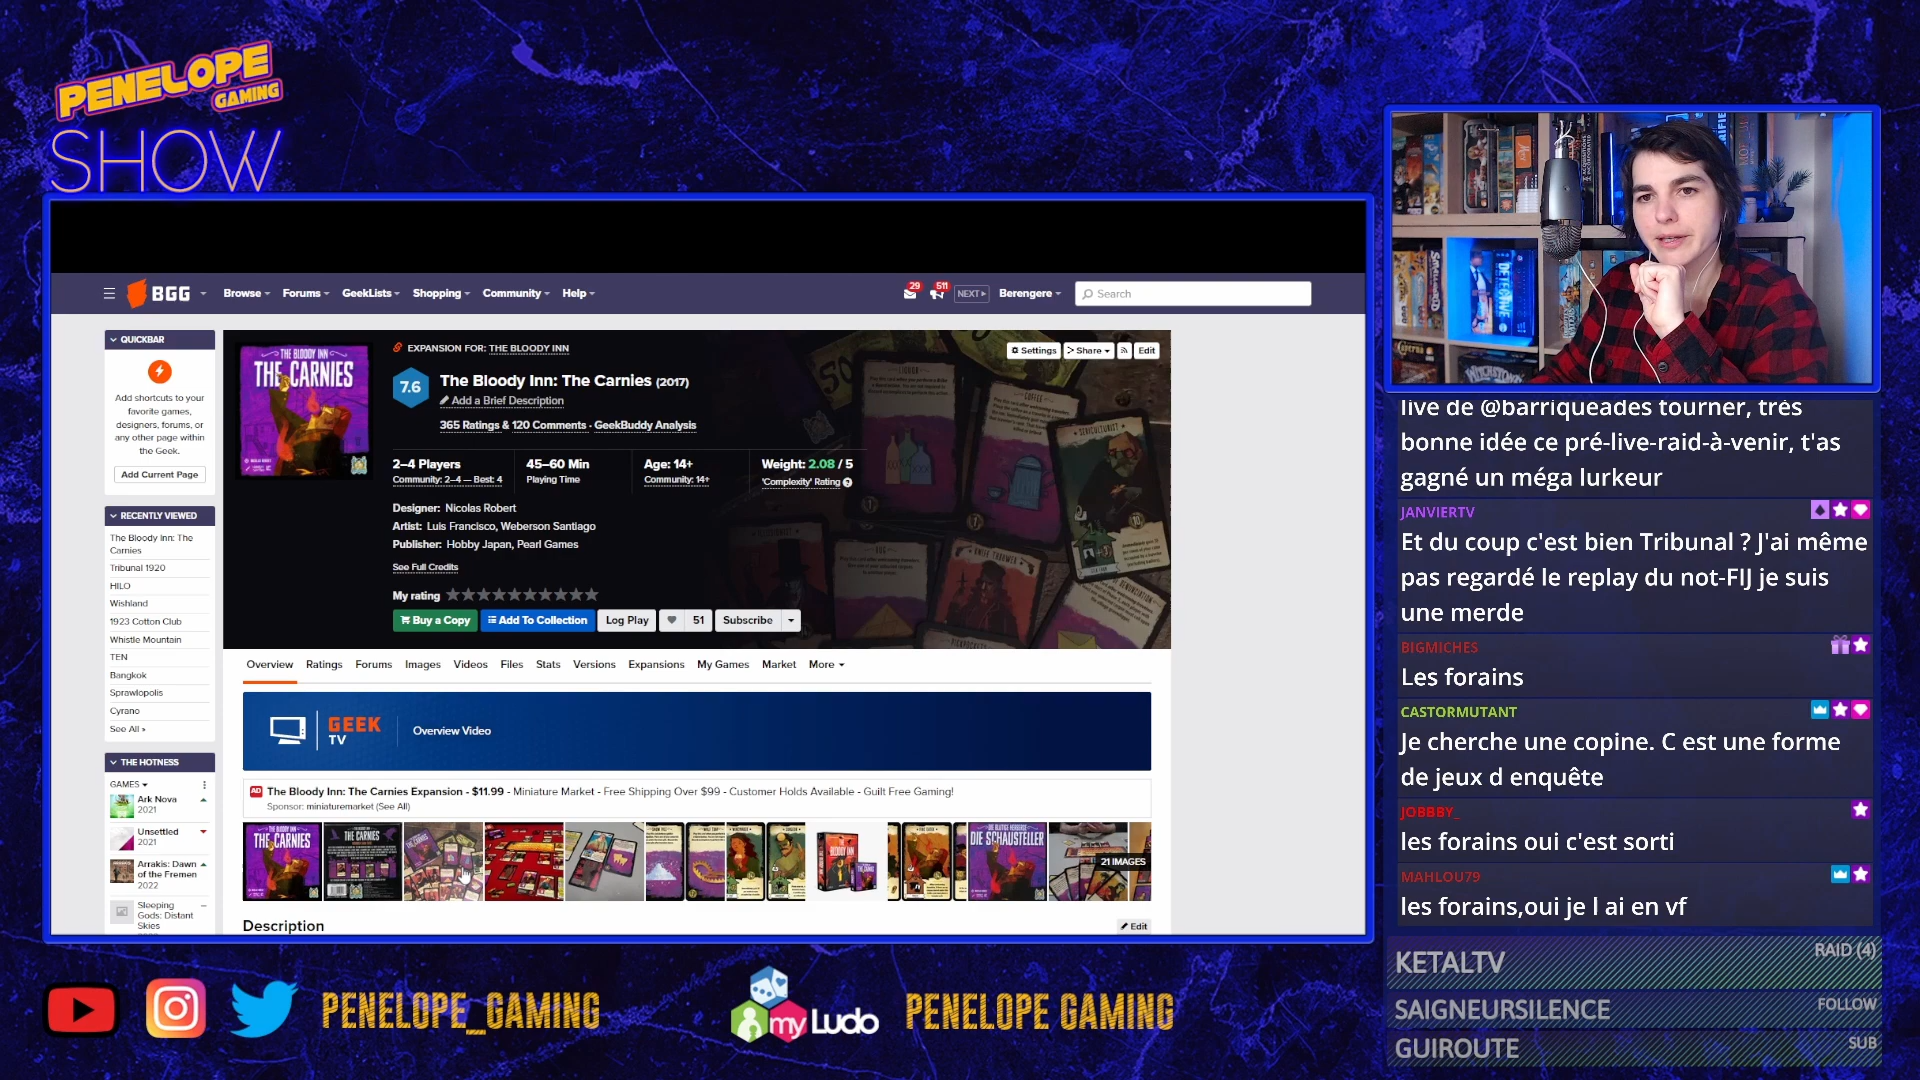 PENELOPE
GAMING
SHOW
BGG
Browse
Forums
GeekLists
Shopping
Community
Help
29
511
NEXT
Berengere
Search
QUICKBAR
Add shortcuts to your
favorite games,
designers, forums, or
any other page within
the Geek.
Add Current Page
RECENTLY VIEWED
The Bloody Inn: The
Carnies
Tribunal 1920
HILO
Wishland
1923 Cotton Club
Whistle Mountain
TEN
Bangkok
Sprawlopolis
Cyrano
See All »
THE HOTNESS
GAMES
Ark Nova
2021
Unsettled
2021
Arrakis: Dawn
of the Fremen
2022
Sleeping
Gods: Distant
Skies
THE BLOODY INN
THE CARNIES
EXPANSION FOR: THE BLOODY INN
Settings
Share
Edit
7.6
The Bloody Inn: The Carnies (2017)
Add a Brief Description
365 Ratings & 120 Comments - GeekBuddy Analysis
2–4 Players
Community: 2–4 — Best: 4
45–60 Min
Playing Time
Age: 14+
Community: 14+
Weight: 2.08 / 5
'Complexity' Rating
Designer: Nicolas Robert
Artist: Luis Francisco, Weberson Santiago
Publisher: Hobby Japan, Pearl Games
See Full Credits
My rating
Buy a Copy
Add To Collection
Log Play
51
Subscribe
Overview
Ratings
Forums
Images
Videos
Files
Stats
Versions
Expansions
My Games
Market
More
GEEK
TV
Overview Video
AD
The Bloody Inn: The Carnies Expansion - $11.99 - Miniature Market - Free Shipping Over $99 - Customer Holds Available - Guilt Free Gaming!
Sponsor: miniaturemarket (See All)
THE CARNIES
THE CARNIES
DIE SCHAUSTELLER
21 IMAGES
Description
Edit
DETECTIVE
live de @barriqueades tourner, très
bonne idée ce pré-live-raid-à-venir, t'as
gagné un méga lurkeur
JANVIERTV
Et du coup c'est bien Tribunal ? J'ai même
pas regardé le replay du not-FIJ je suis
une merde
BIGMICHES
Les forains
CASTORMUTANT
Je cherche une copine. C est une forme
de jeux d enquête
JOBBBY_
les forains oui c'est sorti
MAHLOU79
les forains,oui je l ai en vf
KETALTV
RAID (4)
SAIGNEURSILENCE
FOLLOW
GUIROUTE
SUB
PENELOPE_GAMING
myLudo
PENELOPE GAMING